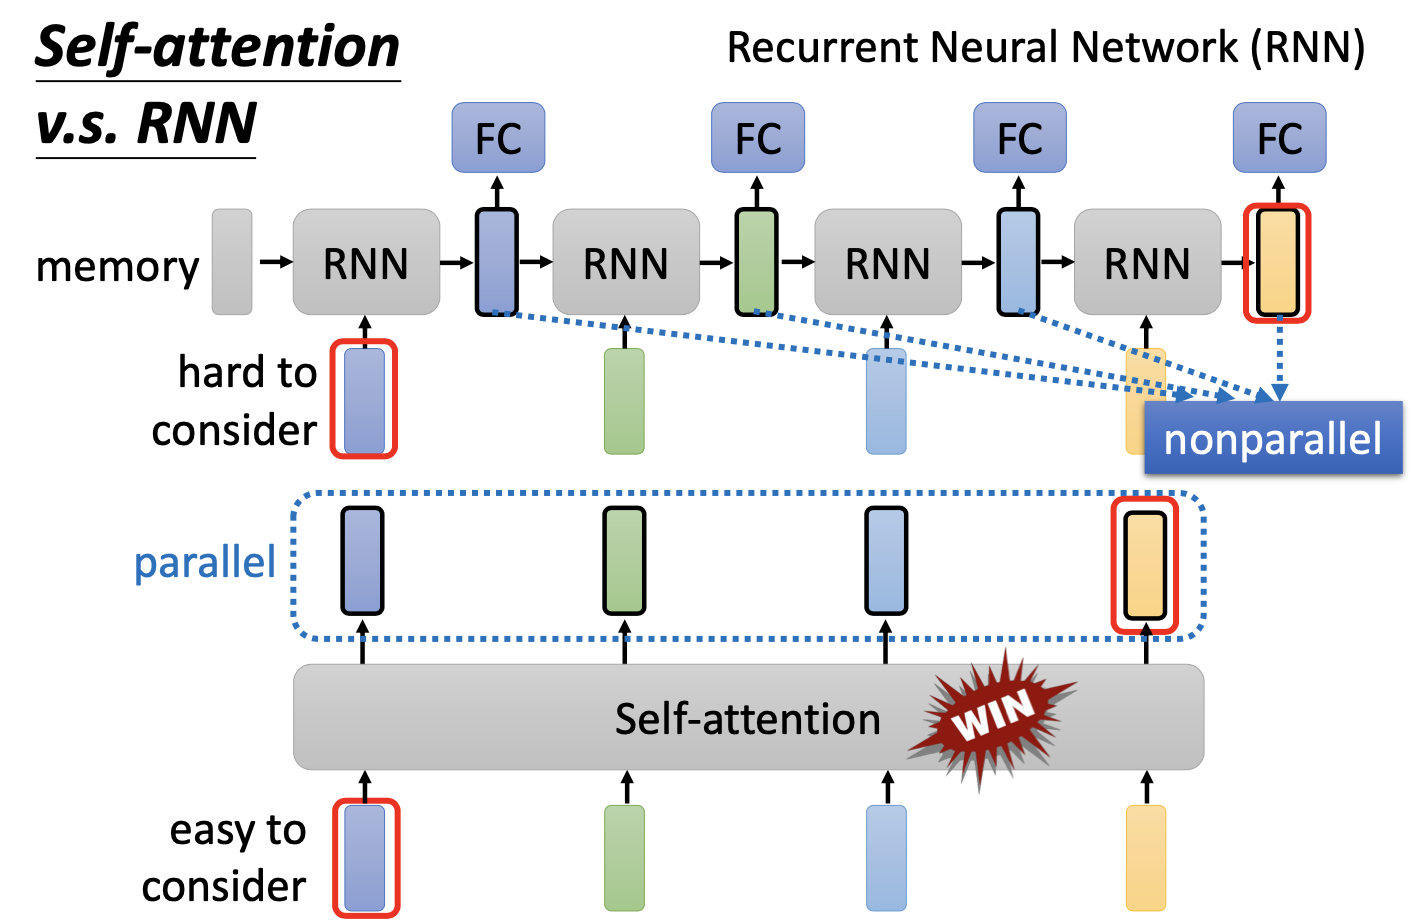 Self-attention
v.s. RNN
Recurrent Neural Network (RNN)
FC FC FC FC
memory RNN RNN RNN RNN
hard to
consider
nonparallel
parallel
Self-attention WIN
easy to
consider